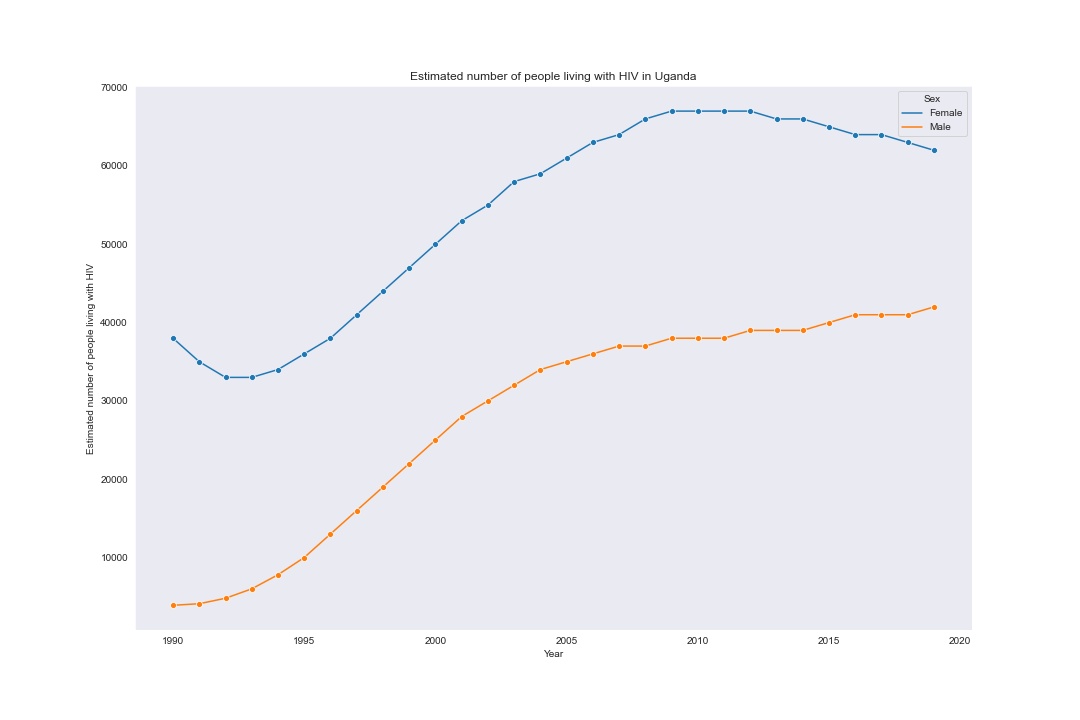 Estimated number of people living with HIV in Uganda
70000
60000
50000
40000
30000
20000
10000
Estimated number of people living with HIV
Sex
Female
Male
1990 1995 2000 2005 2010 2015 2020
Year